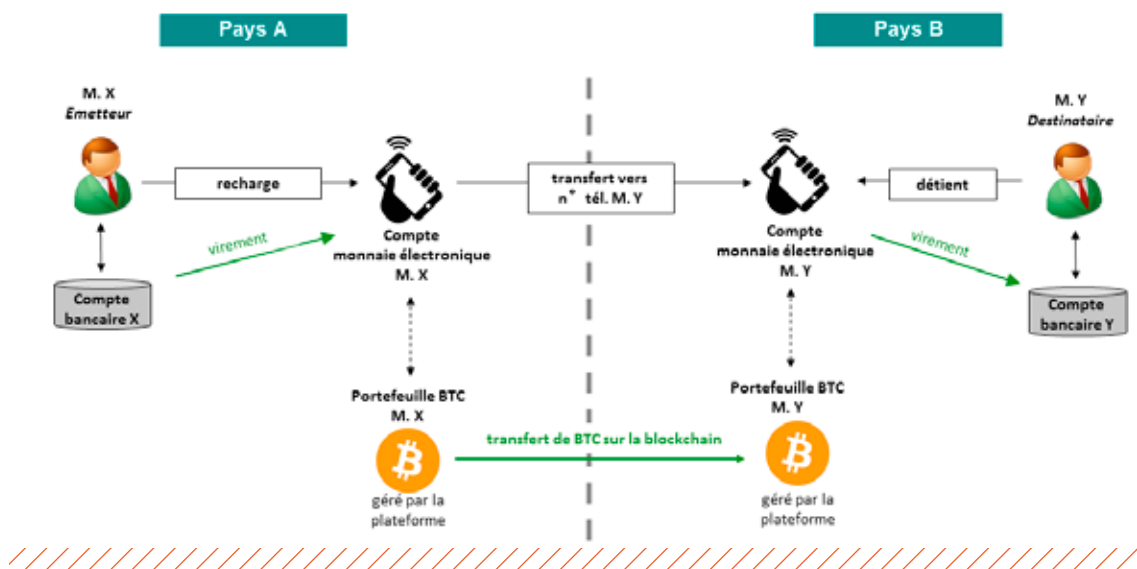 Pays A
Pays B
M. X
Emetteur
M. Y
Destinataire
recharge
transfert vers
n° tél. M. Y
détient
virement
Compte
monnaie électronique
M. X
Compte
monnaie électronique
M. Y
virement
Compte
bancaire X
Compte
bancaire Y
Portefeuille BTC
M. X
Portefeuille BTC
M. Y
transfert de BTC sur la blockchain
géré par la
plateforme
géré par la
plateforme